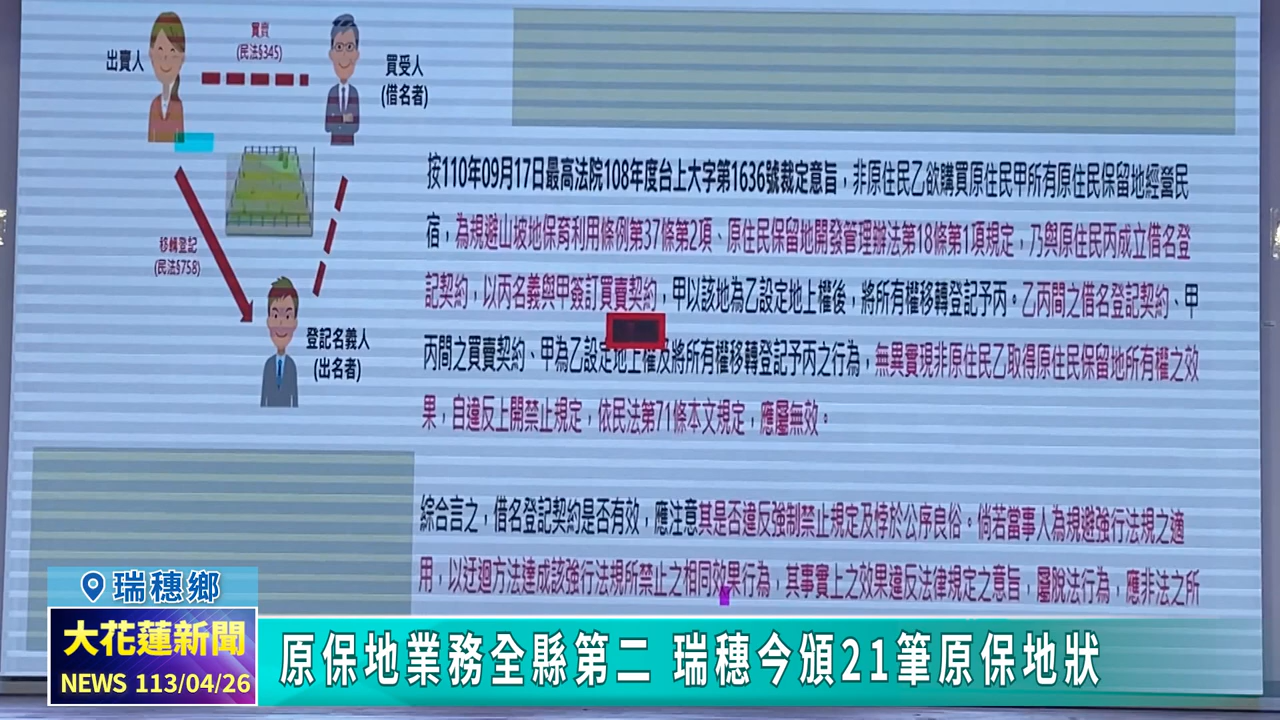 出賣人
買賣
(民法§345)
買受人
(借名者)
移轉登記
(民法§758)
登記名義人
(出名者)
按110年09月17日最高法院108年度台上大字第1636號裁定意旨，非原住民乙欲購買原住民甲所有原住民保留地經營民
宿，為規避山坡地保育利用條例第37條第2項、原住民保留地開發管理辦法第18條第1項規定，乃與原住民丙成立借名登
記契約，以丙名義與甲簽訂買賣契約，甲以該地為乙設定地上權後，將所有權移轉登記予丙。乙丙間之借名登記契約、甲
丙間之買賣契約、甲為乙設定地上權及將所有權移轉登記予丙之行為，無異實現非原住民乙取得原住民保留地所有權之效
果，自違反上開禁止規定，依民法第71條本文規定，應屬無效。
綜合言之，借名登記契約是否有效，應注意其是否違反強制禁止規定及悖於公序良俗。倘若當事人為規避強行法規之適
用，以迂迴方法達成該強行法規所禁止之相同效果行為，其事實上之效果違反法律規定之意旨，屬脫法行為，應非法之所
瑞穗鄉
大花蓮新聞
NEWS 113/04/26
原保地業務全縣第二 瑞穗今頒21筆原保地狀